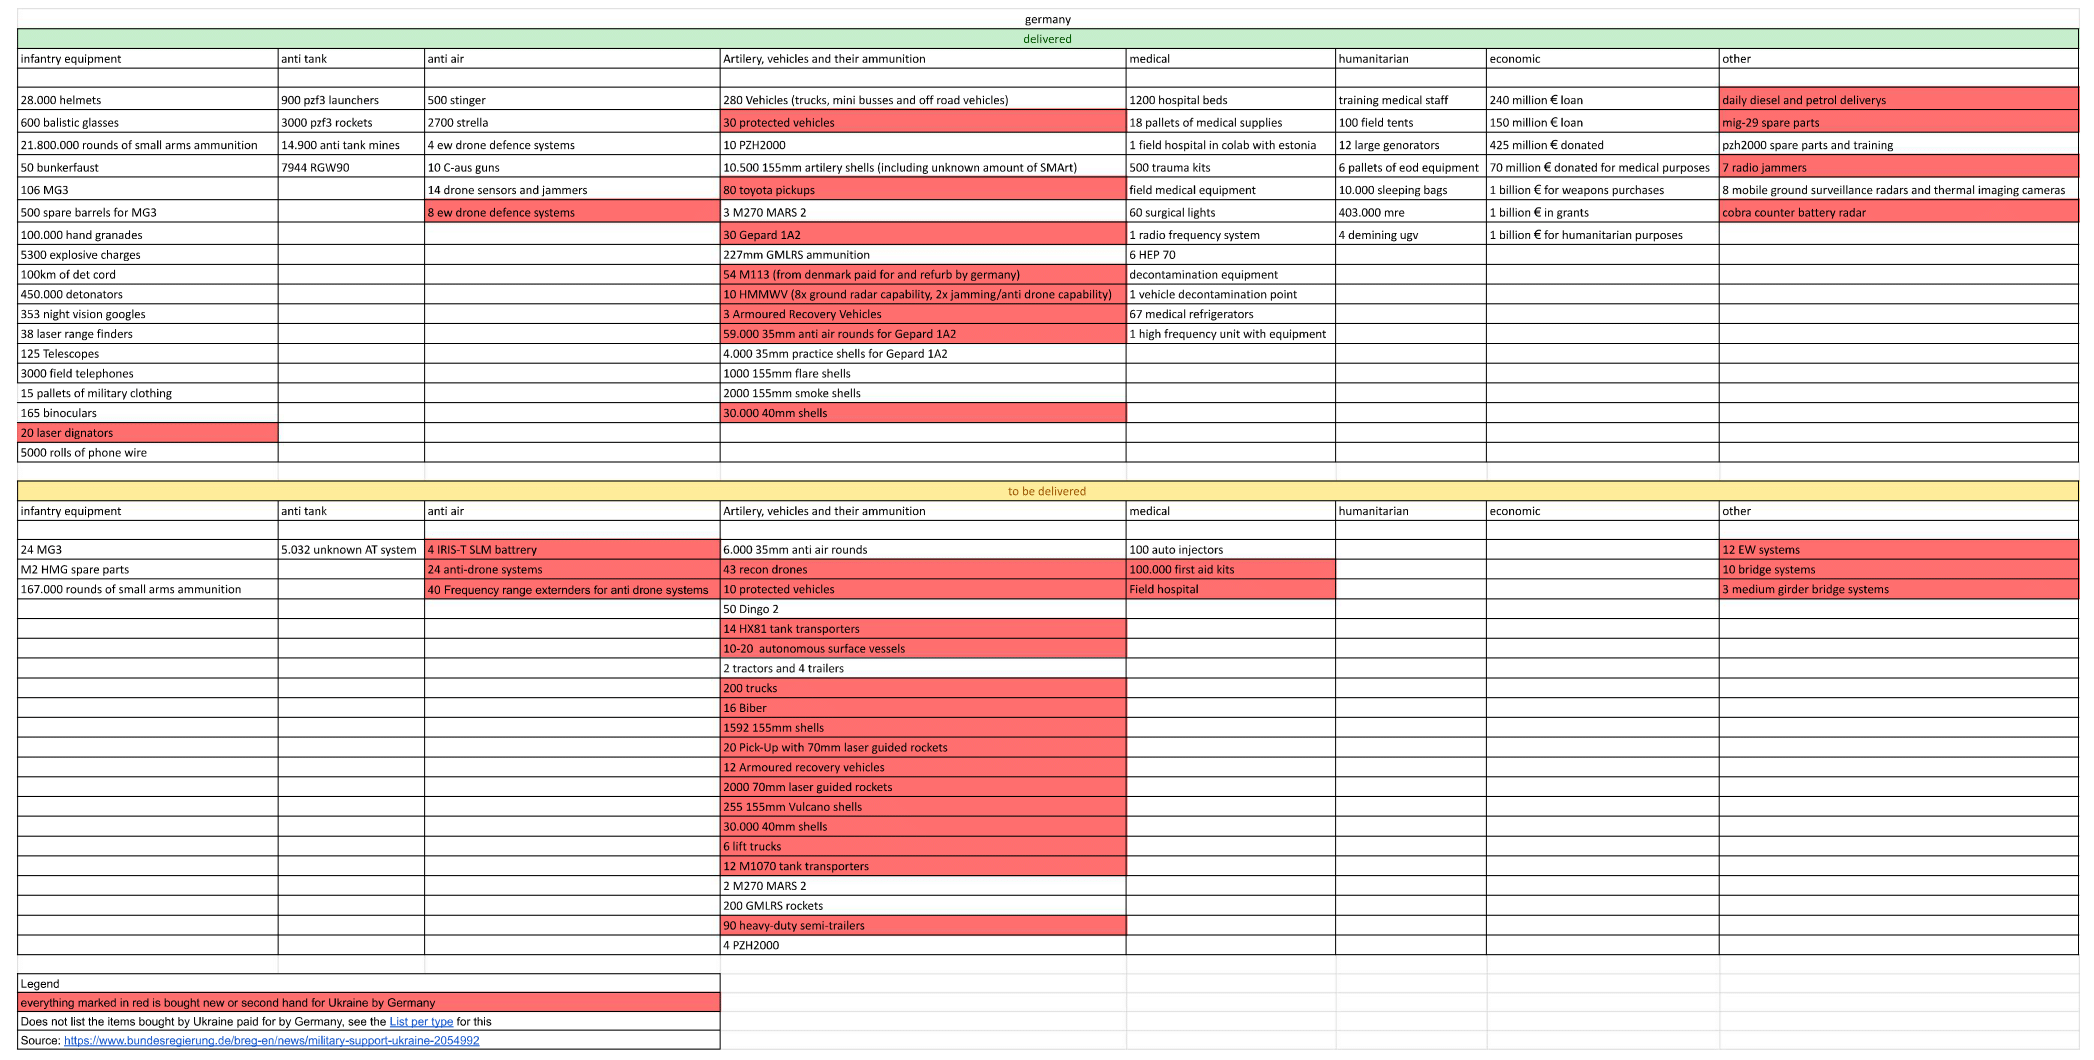 germany
delivered
infantry equipment anti tank anti air Artilery, vehicles and their ammunition medical humanitarian economic other
28.000 helmets 900 pzf3 launchers 500 stinger 280 Vehicles (trucks, mini busses and off road vehicles) 1200 hospital beds training medical staff 240 million € loan daily diesel and petrol deliverys
600 balistic glasses 3000 pzf3 rockets 2700 strella 30 protected vehicles 18 pallets of medical supplies 100 field tents 150 million € loan mig-29 spare parts
21.800.000 rounds of small arms ammunition 14.900 anti tank mines 4 ew drone defence systems 10 PZH2000 1 field hospital in colab with estonia 12 large genorators 425 million € donated pzh2000 spare parts and training
50 bunkerfaust 7944 RGW90 10 C-aus guns 10.500 155mm artilery shells (including unknown amount of SMArt) 500 trauma kits 6 pallets of eod equipment 70 million € donated for medical purposes 7 radio jammers
106 MG3 14 drone sensors and jammers 80 toyota pickups field medical equipment 10.000 sleeping bags 1 billion € for weapons purchases 8 mobile ground surveillance radars and thermal imaging cameras
500 spare barrels for MG3 8 ew drone defence systems 3 M270 MARS 2 60 surgical lights 403.000 mre 1 billion € in grants cobra counter battery radar
100.000 hand granades 30 Gepard 1A2 1 radio frequency system 4 demining ugv 1 billion € for humanitarian purposes
5300 explosive charges 227mm GMLRS ammunition 6 HEP 70
100km of det cord 54 M113 (from denmark paid for and refurb by germany) decontamination equipment
450.000 detonators 10 HMMWV (8x ground radar capability, 2x jamming/anti drone capability) 1 vehicle decontamination point
353 night vision googles 3 Armoured Recovery Vehicles 67 medical refrigerators
38 laser range finders 59.000 35mm anti air rounds for Gepard 1A2 1 high frequency unit with equipment
125 Telescopes 4.000 35mm practice shells for Gepard 1A2
3000 field telephones 1000 155mm flare shells
15 pallets of military clothing 2000 155mm smoke shells
165 binoculars 30.000 40mm shells
20 laser dignators
5000 rolls of phone wire
to be delivered
infantry equipment anti tank anti air Artilery, vehicles and their ammunition medical humanitarian economic other
24 MG3 5.032 unknown AT system 4 IRIS-T SLM battrery 6.000 35mm anti air rounds 100 auto injectors 12 EW systems
M2 HMG spare parts 24 anti-drone systems 43 recon drones 100.000 first aid kits 10 bridge systems
167.000 rounds of small arms ammunition 40 Frequency range externders for anti drone systems 10 protected vehicles Field hospital 3 medium girder bridge systems
50 Dingo 2
14 HX81 tank transporters
10-20 autonomous surface vessels
2 tractors and 4 trailers
200 trucks
16 Biber
1592 155mm shells
20 Pick-Up with 70mm laser guided rockets
12 Armoured recovery vehicles
2000 70mm laser guided rockets
255 155mm Vulcano shells
30.000 40mm shells
6 lift trucks
12 M1070 tank transporters
2 M270 MARS 2
200 GMLRS rockets
90 heavy-duty semi-trailers
4 PZH2000
Legend
everything marked in red is bought new or second hand for Ukraine by Germany
Does not list the items bought by Ukraine paid for by Germany, see the List per type for this
Source: https://www.bundesregierung.de/breg-en/news/military-support-ukraine-2054992